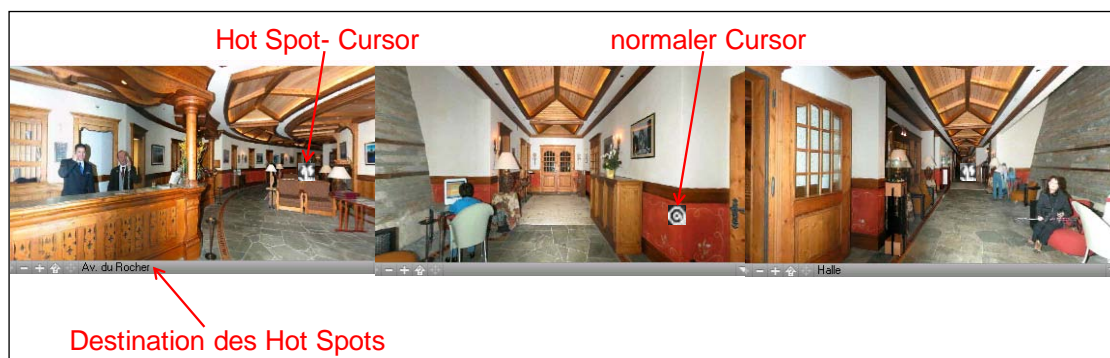 Hot Spot- Cursor
normaler Cursor
Av. du Rocher
Halle
Destination des Hot Spots